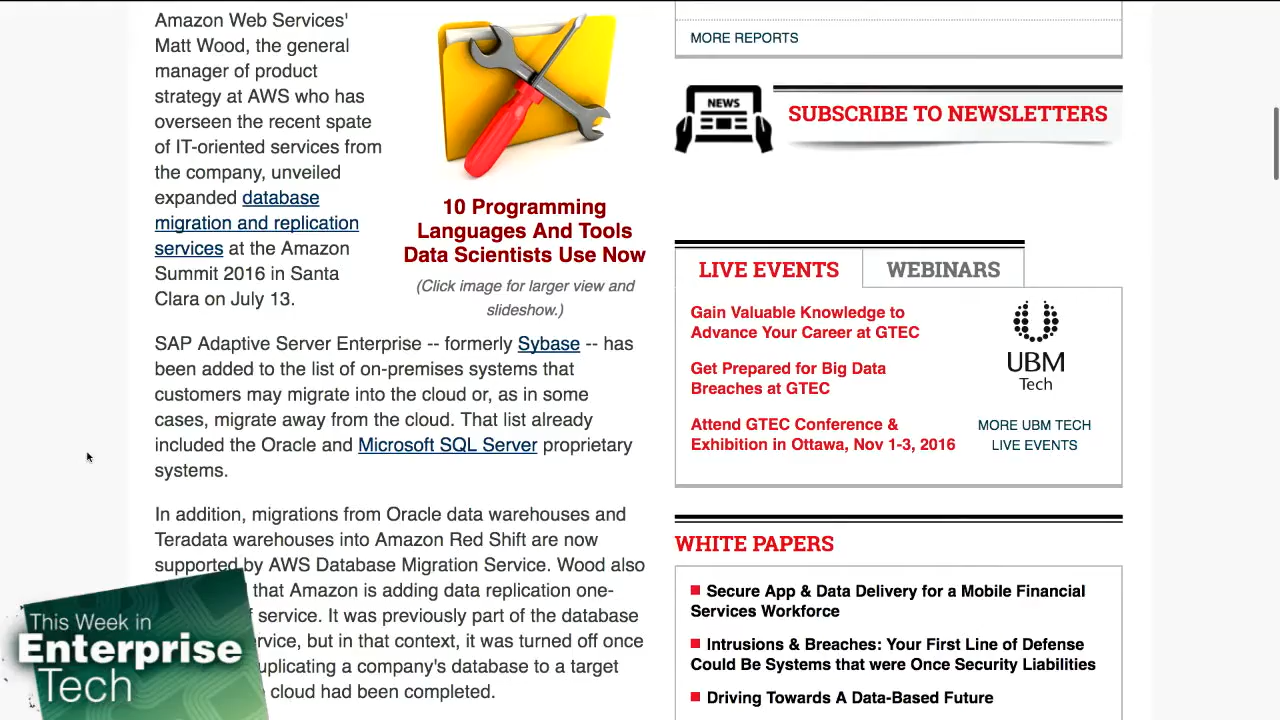 Amazon Web Services'
Matt Wood, the general
manager of product
strategy at AWS who has
overseen the recent spate
of IT-oriented services from
the company, unveiled
expanded database
migration and replication
services at the Amazon
Summit 2016 in Santa
Clara on July 13.
10 Programming
Languages And Tools
Data Scientists Use Now
(Click image for larger view and
slideshow.)
SAP Adaptive Server Enterprise -- formerly Sybase -- has
been added to the list of on-premises systems that
customers may migrate into the cloud or, as in some
cases, migrate away from the cloud. That list already
included the Oracle and Microsoft SQL Server proprietary
systems.
In addition, migrations from Oracle data warehouses and
Teradata warehouses into Amazon Red Shift are now
supported by AWS Database Migration Service. Wood also
that Amazon is adding data replication one-
service. It was previously part of the database
but in that context, it was turned off once
a company's database to a target
cloud had been completed.
This Week in
Enterprise
Tech
MORE REPORTS
NEWS
SUBSCRIBE TO NEWSLETTERS
LIVE EVENTS
WEBINARS
Gain Valuable Knowledge to
Advance Your Career at GTEC
Get Prepared for Big Data
Breaches at GTEC
Attend GTEC Conference &
Exhibition in Ottawa, Nov 1-3, 2016
UBM
Tech
MORE UBM TECH
LIVE EVENTS
WHITE PAPERS
Secure App & Data Delivery for a Mobile Financial
Services Workforce
Intrusions & Breaches: Your First Line of Defense
Could Be Systems that were Once Security Liabilities
Driving Towards A Data-Based Future